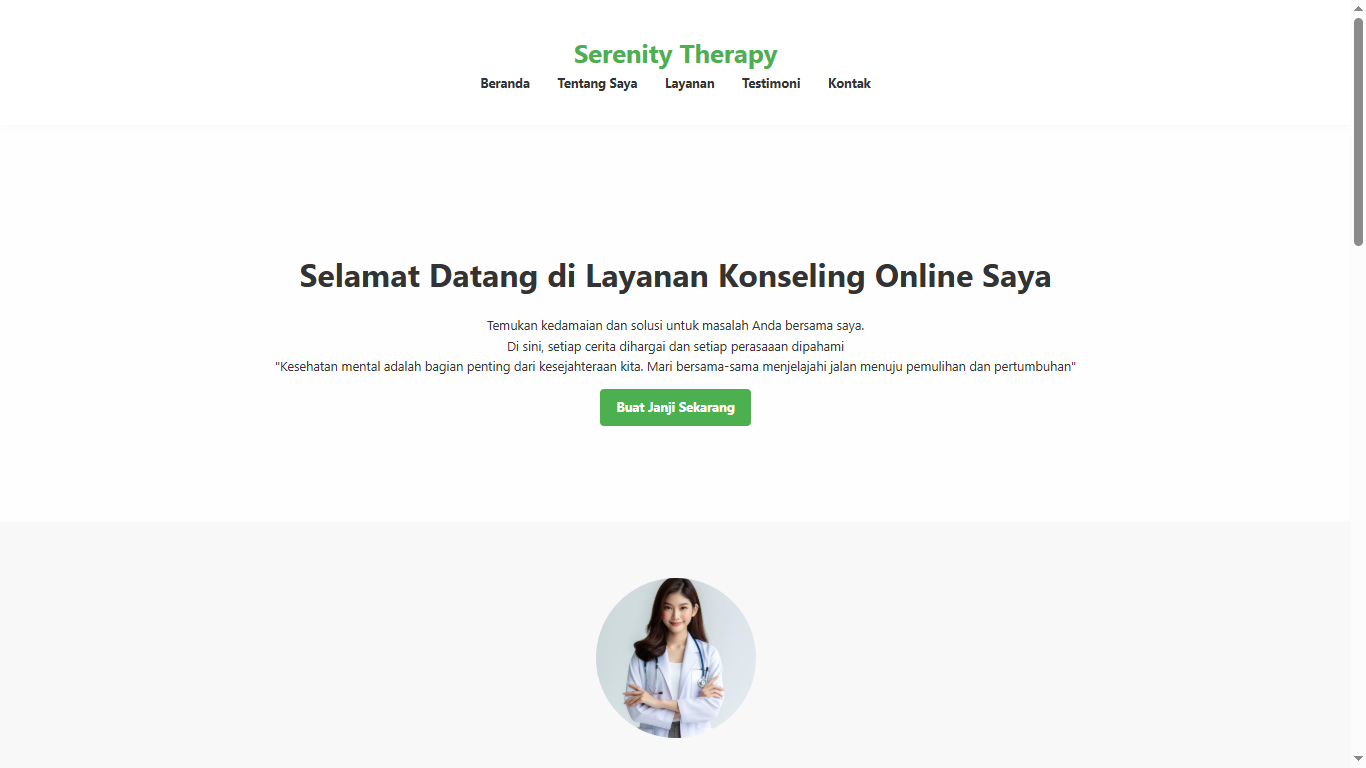 Serenity Therapy
Beranda Tentang Saya Layanan Testimoni Kontak
Selamat Datang di Layanan Konseling Online Saya
Temukan kedamaian dan solusi untuk masalah Anda bersama saya.
Di sini, setiap cerita dihargai dan setiap perasaaan dipahami
"Kesehatan mental adalah bagian penting dari kesejahteraan kita. Mari bersama-sama menjelajahi jalan menuju pemulihan dan pertumbuhan"
Buat Janji Sekarang